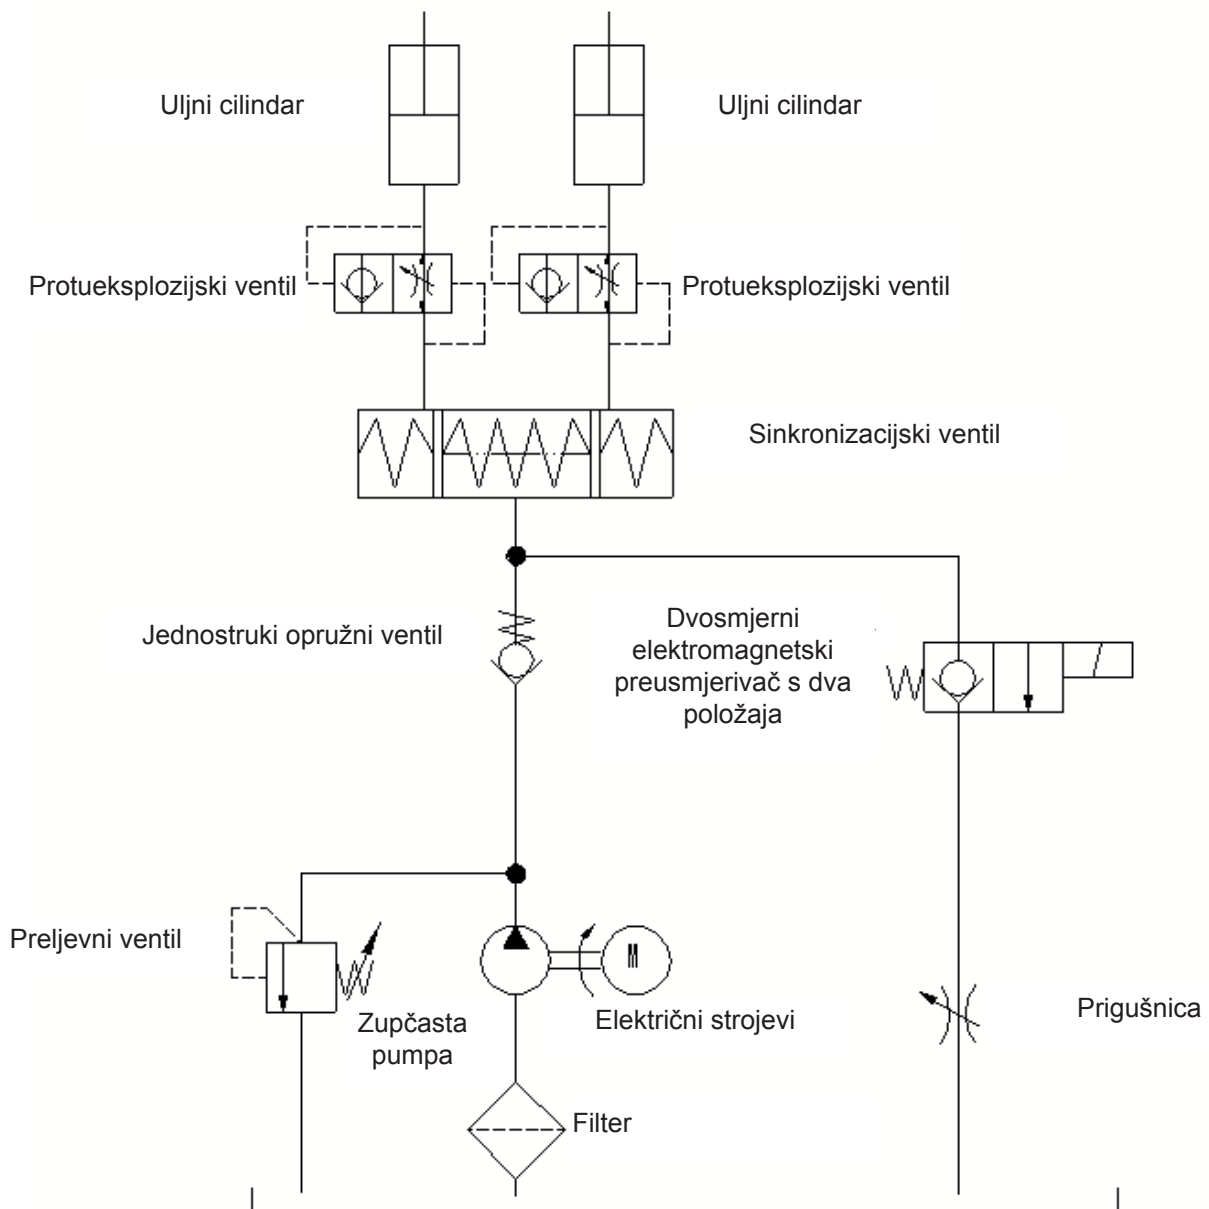 Uljni cilindar
Uljni cilindar
Protueksplozijski ventil
Protueksplozijski ventil
Sinkronizacijski ventil
Jednostruki opružni ventil
Dvosmjerni
elektromagnetski
preusmjerivač s dva
položaja
Preljevni ventil
M
Zupčasta
pumpa
Električni strojevi
Prigušnica
Filter